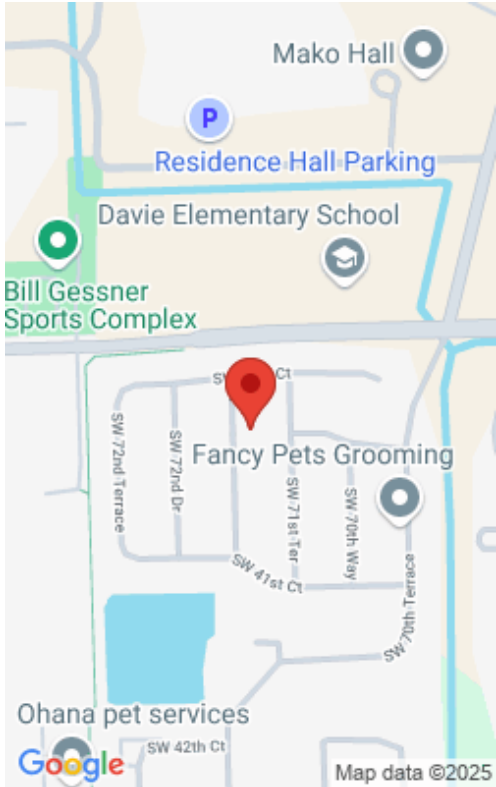 Mako Hall
P
Residence Hall Parking
Davie Elementary School
Bill Gessner
Sports Complex
SW
Ct
SW 72nd Terrace
SW 72nd Dr
Fancy Pets Grooming
SW 71st Ter
SW 70th Way
SW 41st Ct
SW 70th Terrace
Ohana pet services
SW 42th Ct
Google
Map data ©2025